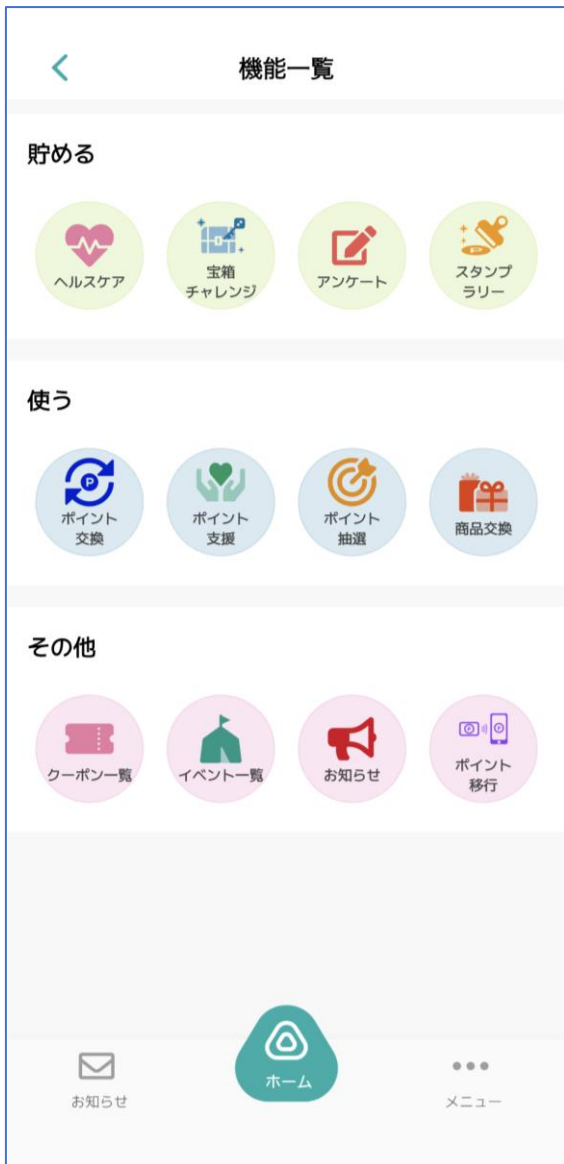 機能一覧
貯める
ヘルスケア
宝箱
チャレンジ
アンケート
スタンプ
ラリー
使う
ポイント
交換
ポイント
支援
ポイント
抽選
商品交換
その他
クーポン一覧
イベント一覧
お知らせ
ポイント
移行
お知らせ
ホーム
メニュー